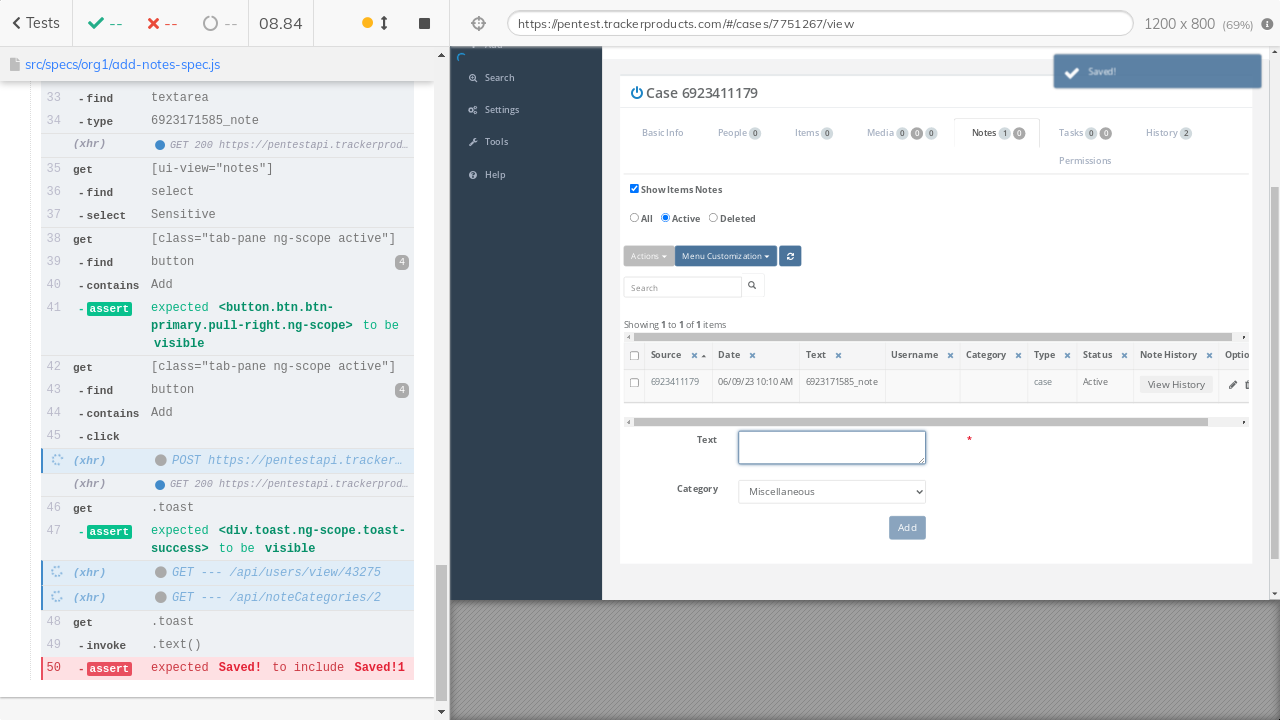 Tests
--
--
--
08.84
https://pentest.trackerproducts.com/#/cases/7751267/view
1200 x 800 (69%)
src/specs/org1/add-notes-spec.js
33 - find textarea
34 - type 6923171585_note
(xhr) GET 200 https://pentestapi.trackerprod...
35 get [ui-view="notes"]
36 - find select
37 - select Sensitive
38 get [class="tab-pane ng-scope active"]
39 - find button 4
40 - contains Add
41 - assert expected <button.btn.btn-
primary.pull-right.ng-scope> to be
visible
42 get [class="tab-pane ng-scope active"]
43 - find button 4
44 - contains Add
45 - click
(xhr) POST https://pentestapi.tracker...
(xhr) GET 200 https://pentestapi.trackerprod...
46 get .toast
47 - assert expected <div.toast.ng-scope.toast-
success> to be visible
(xhr) GET --- /api/users/view/43275
(xhr) GET --- /api/noteCategories/2
48 get .toast
49 - invoke .text()
50 - assert expected Saved! to include Saved!1
Search
Settings
Tools
Help
Saved!
Case 6923411179
Basic Info People 0 Items 0 Media 0 0 0 Notes 1 0 Tasks 0 0 History 2
Permissions
Show Items Notes
All Active Deleted
Actions Menu Customization
Search
Showing 1 to 1 of 1 items
Source Date Text Username Category Type Status Note History Optio
6923411179 06/09/23 10:10 AM 6923171585_note case Active View History
Text *
Category Miscellaneous
Add